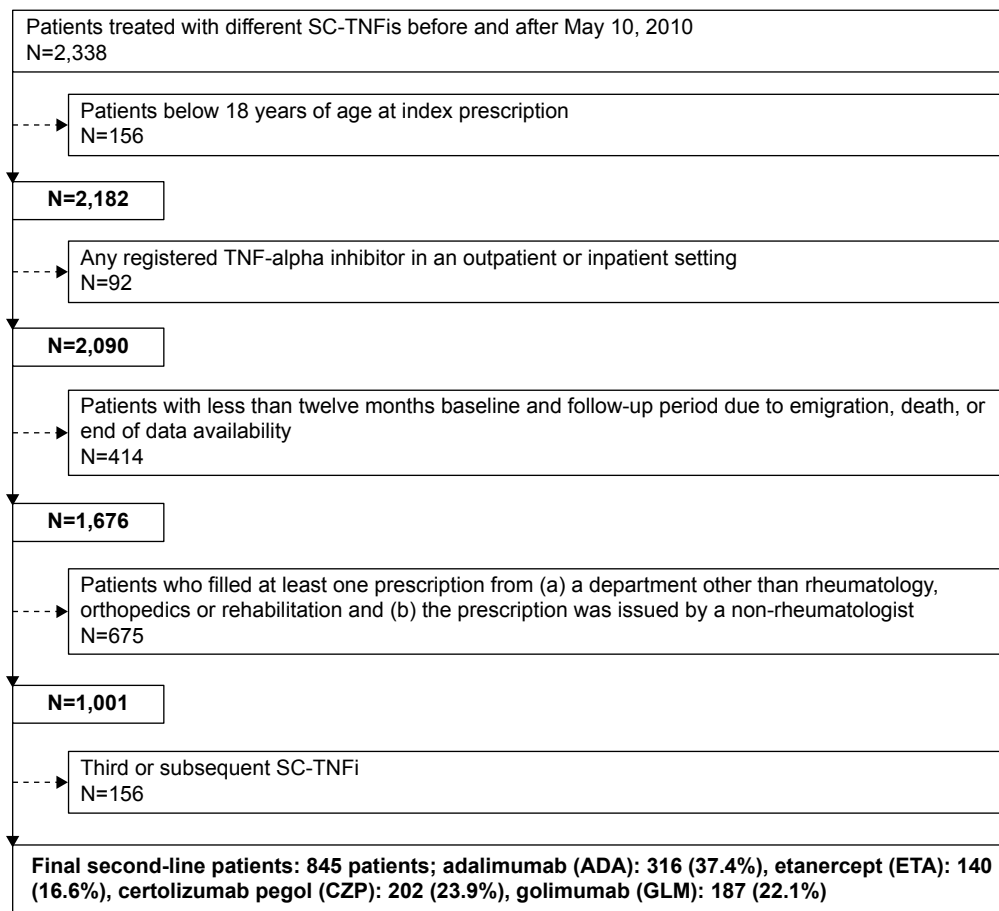 Patients treated with different SC-TNFis before and after May 10, 2010
N=2,338
Patients below 18 years of age at index prescription
N=156
N=2,182
Any registered TNF-alpha inhibitor in an outpatient or inpatient setting
N=92
N=2,090
Patients with less than twelve months baseline and follow-up period due to emigration, death, or
end of data availability
N=414
N=1,676
Patients who filled at least one prescription from (a) a department other than rheumatology,
orthopedics or rehabilitation and (b) the prescription was issued by a non-rheumatologist
N=675
N=1,001
Third or subsequent SC-TNFi
N=156
Final second-line patients: 845 patients; adalimumab (ADA): 316 (37.4%), etanercept (ETA): 140
(16.6%), certolizumab pegol (CZP): 202 (23.9%), golimumab (GLM): 187 (22.1%)